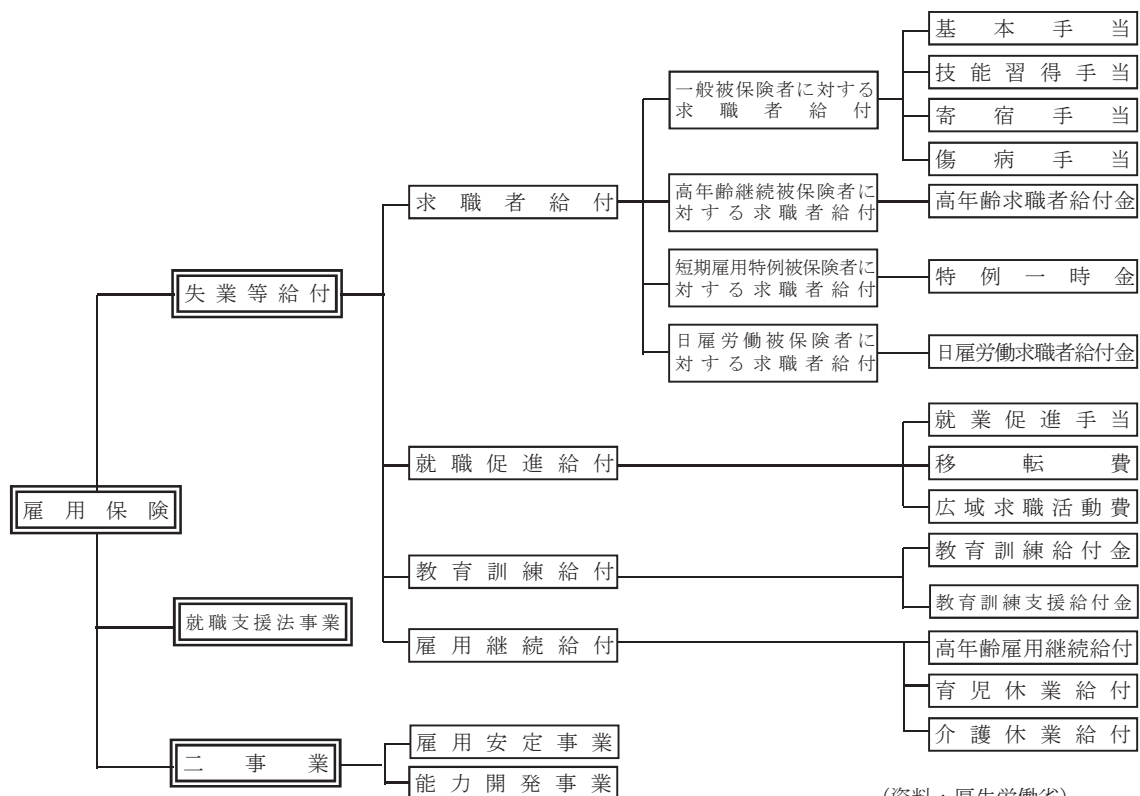 基本手当
技能習得手当
一般被保険者に対する
求職者給付
寄宿手当
傷病手当
求職者給付
高年齢継続被保険者に
対する求職者給付
高年齢求職者給付金
短期雇用特例被保険者に
対する求職者給付
特例一時金
失業等給付
日雇労働被保険者に
対する求職者給付
日雇労働求職者給付金
就業促進手当
就職促進給付
移転費
広域求職活動費
雇用保険
教育訓練給付
教育訓練給付金
教育訓練支援給付金
就職支援法事業
雇用継続給付
高年齢雇用継続給付
育児休業給付
介護休業給付
二事業
雇用安定事業
能力開発事業
(資料:厚生労働省)